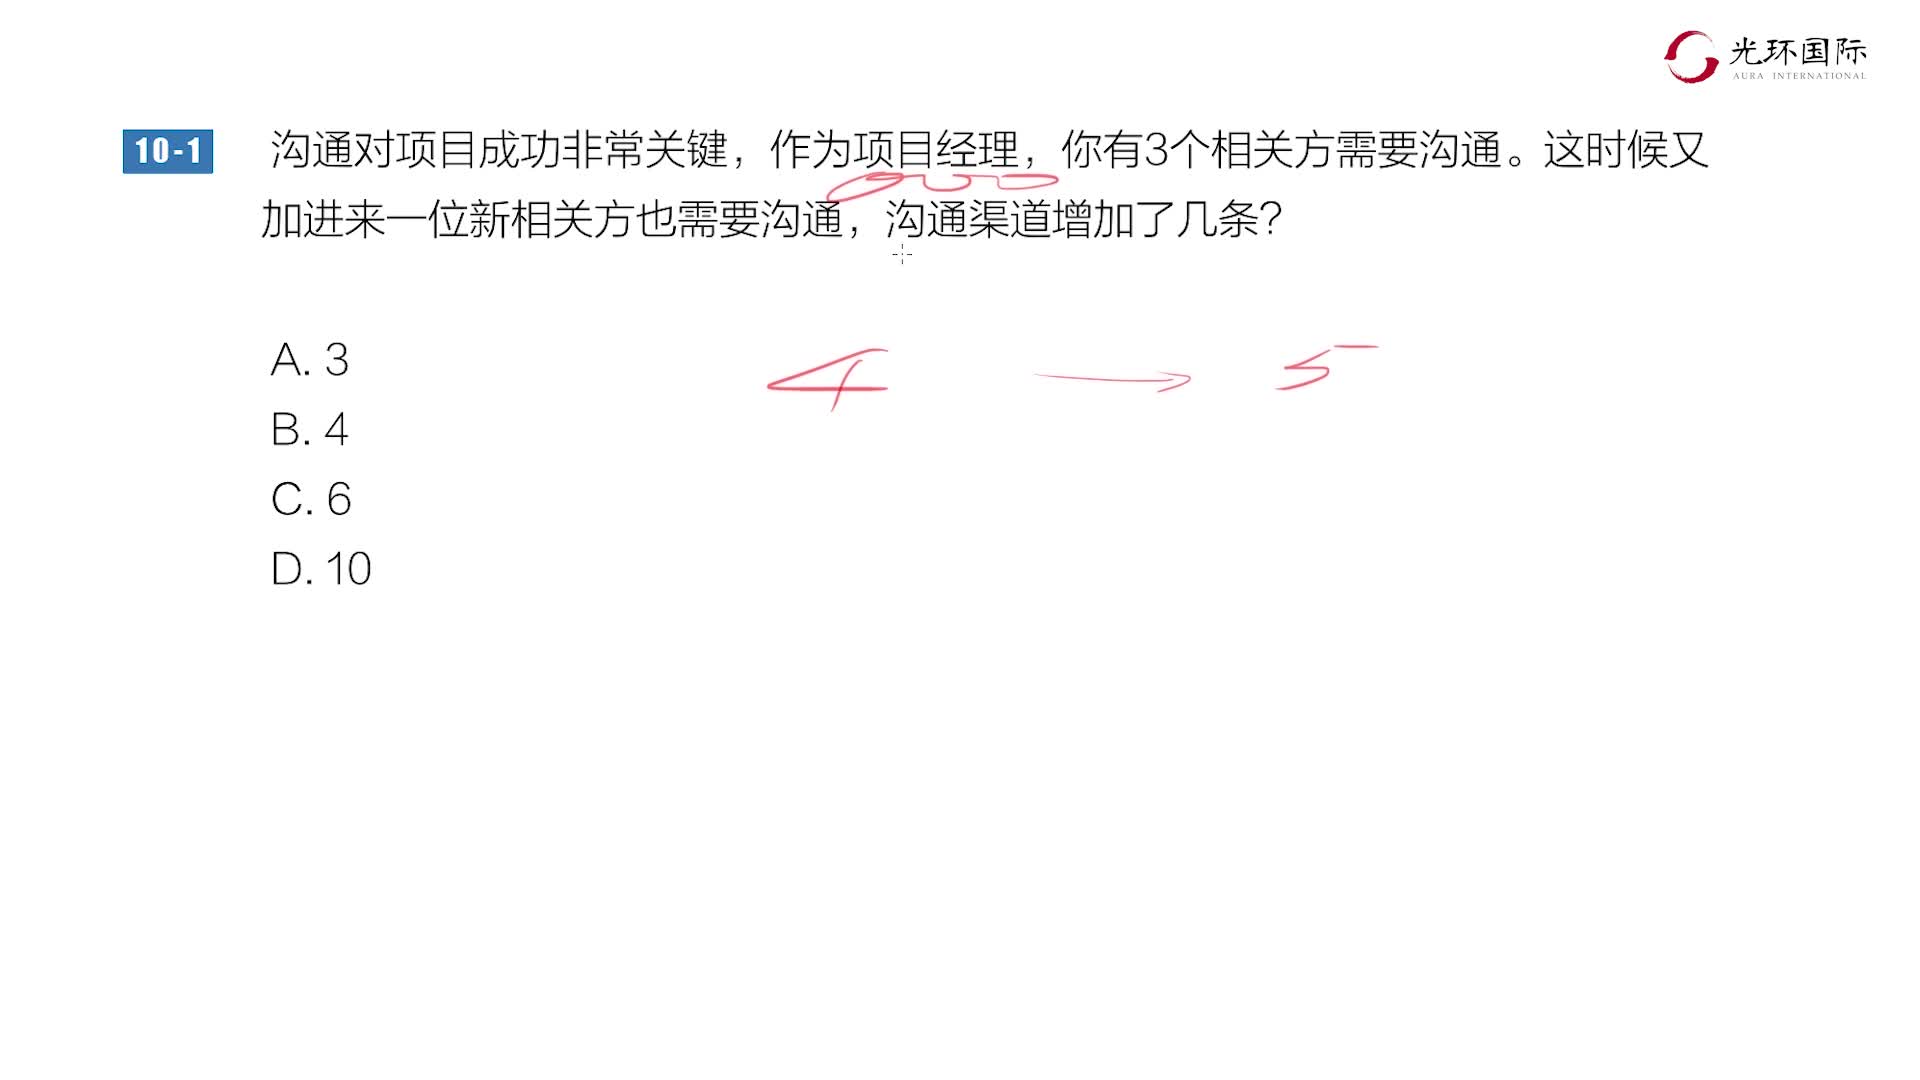 光环国际
AURA INTERNATIONAL
10-1 沟通对项目成功非常关键，作为项目经理，你有3个相关方需要沟通。这时候又
加进来一位新相关方也需要沟通，沟通渠道增加了几条？
A. 3
4 → 5
B. 4
C. 6
D. 10